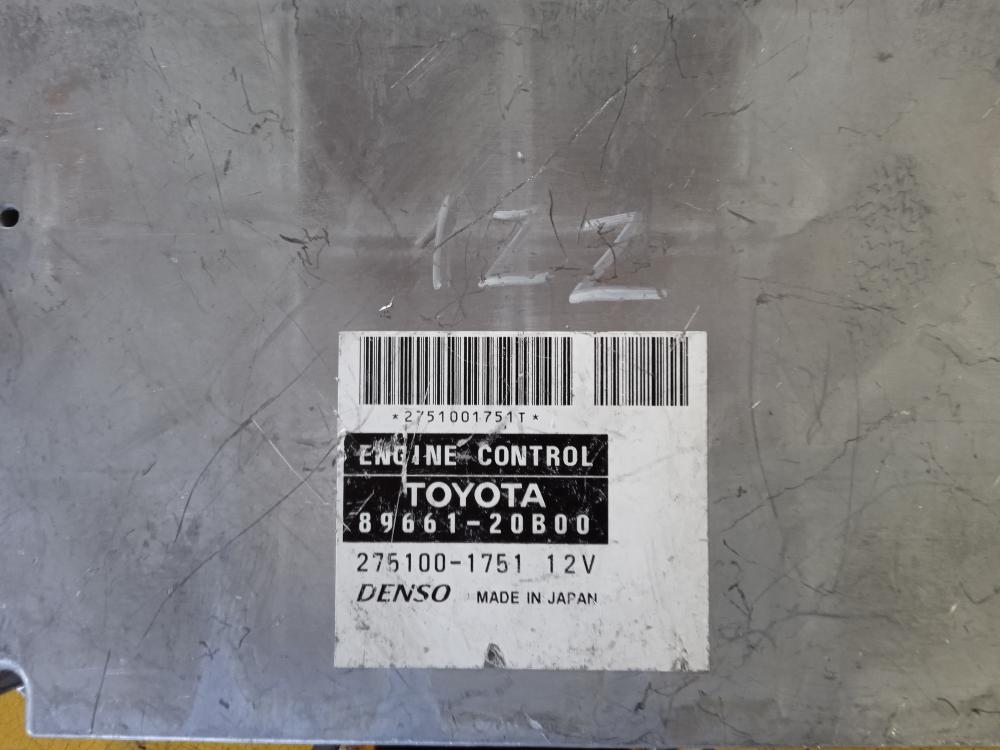 1ZZ
*2751001751T*
ENGINE CONTROL
TOYOTA
89661-20B00
275100-1751 12V
DENSO MADE IN JAPAN